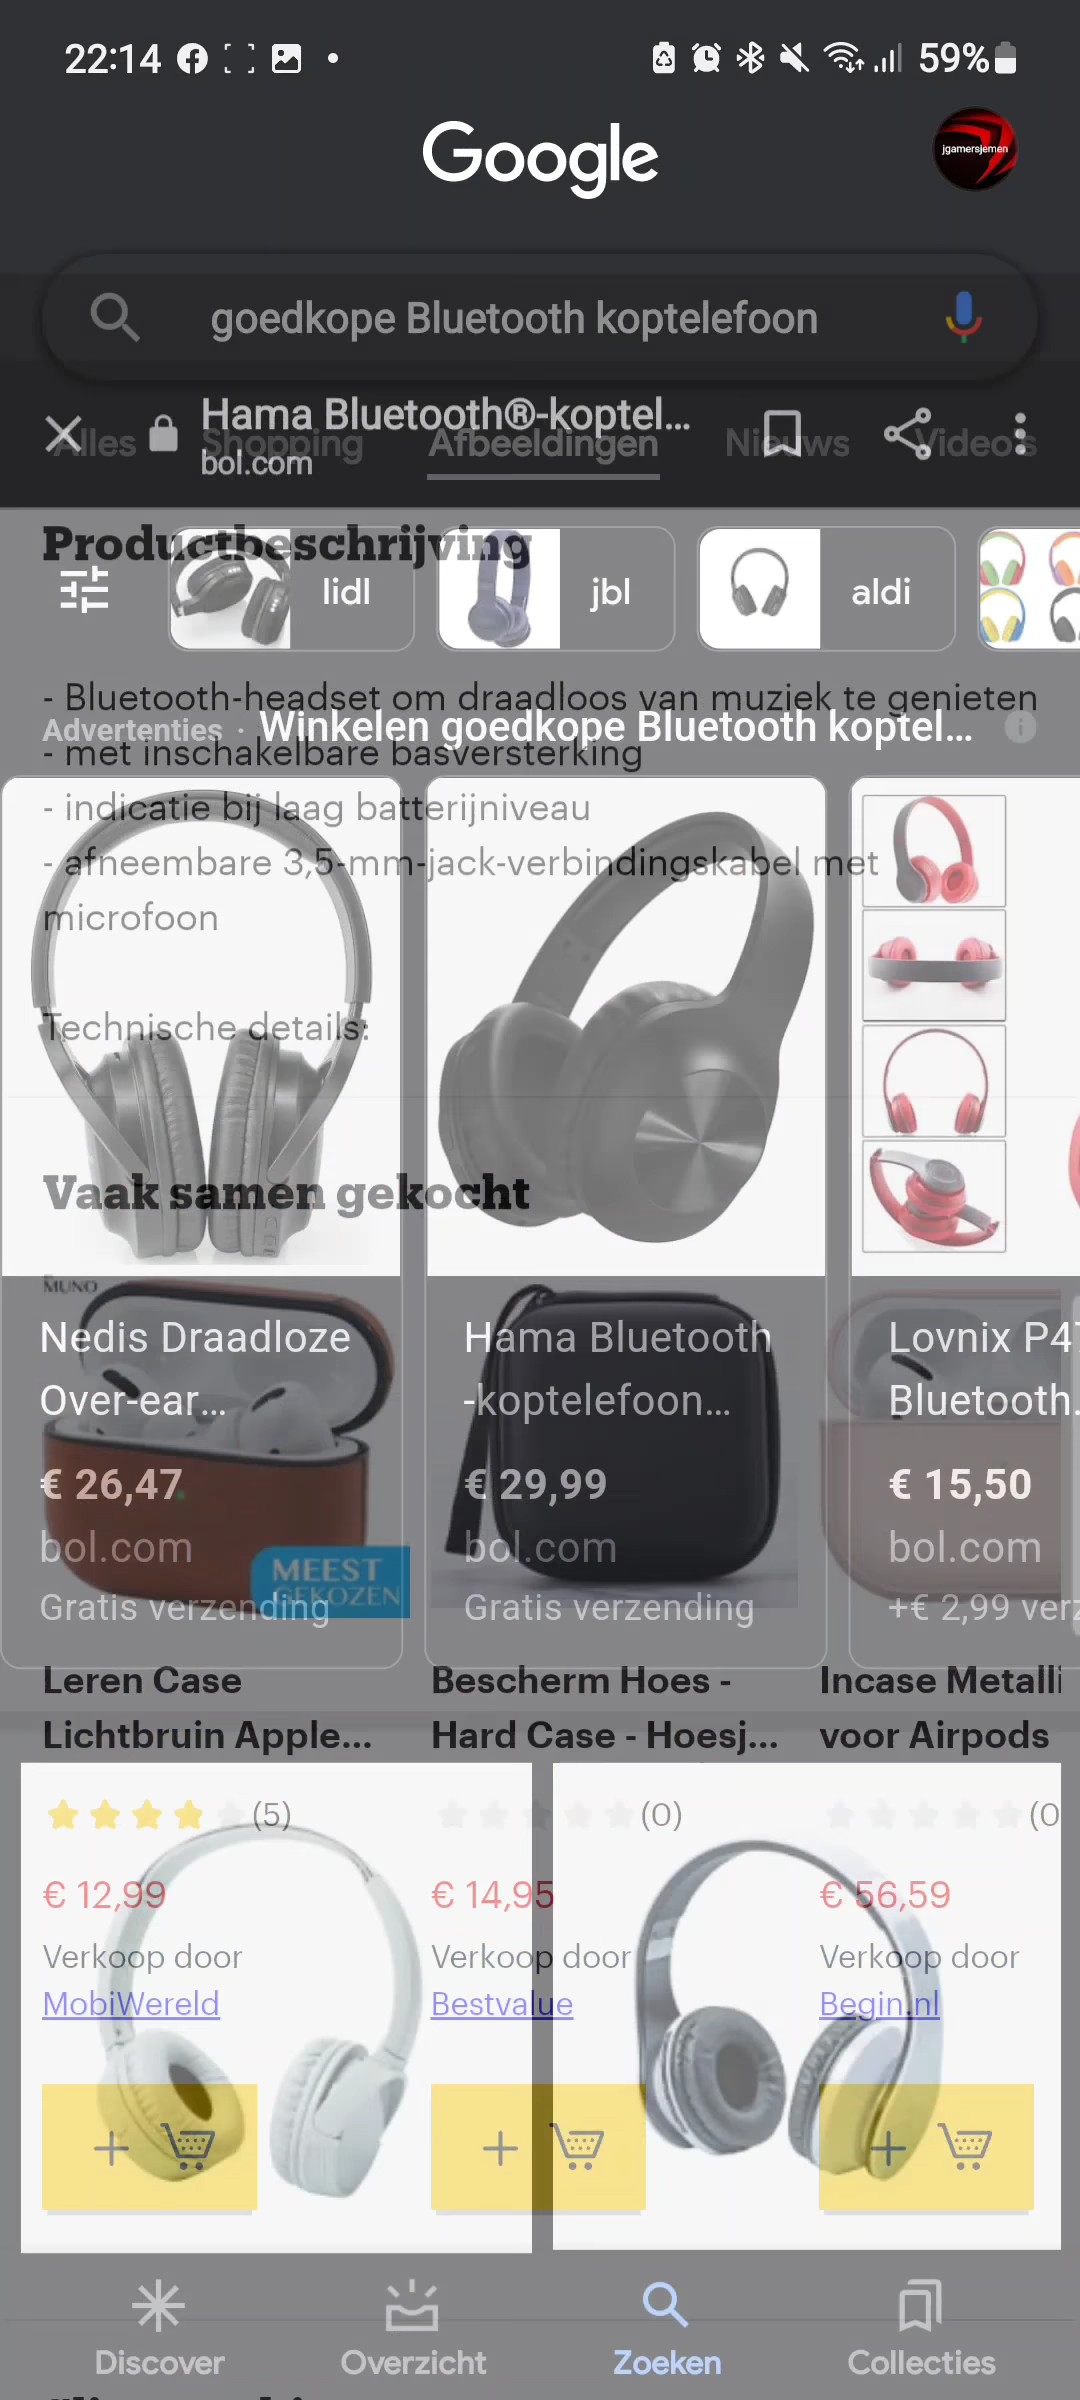 22:14
59%
Google
jgamersjemen
goedkope Bluetooth koptelefoon
Hama Bluetooth®-koptel...
bol.com
Alles Shopping Afbeeldingen Nieuws Video's
Productbeschrijving
lidl jbl aldi
- Bluetooth-headset om draadloos van muziek te genieten
Advertenties · Winkelen goedkope Bluetooth koptel...
- met inschakelbare basversterking
- indicatie bij laag batterijniveau
- afneembare 3,5-mm-jack-verbindingskabel met
microfoon
Technische details:
Vaak samen gekocht
MUNO
Nedis Draadloze
Over-ear...
€ 26,47
bol.com
Gratis verzending
Hama Bluetooth
-koptelefoon...
€ 29,99
bol.com
Gratis verzending
Lovnix P47
Bluetooth.
€ 15,50
bol.com
+€ 2,99 verz
MEEST
GEKOZEN
Leren Case
Lichtbruin Apple...
Bescherm Hoes -
Hard Case - Hoesj...
Incase Metalli
voor Airpods
(5)
€ 12,99
Verkoop door
MobiWereld
(0)
€ 14,95
Verkoop door
Bestvalue
(0
€ 56,59
Verkoop door
Begin.nl
Discover Overzicht Zoeken Collecties